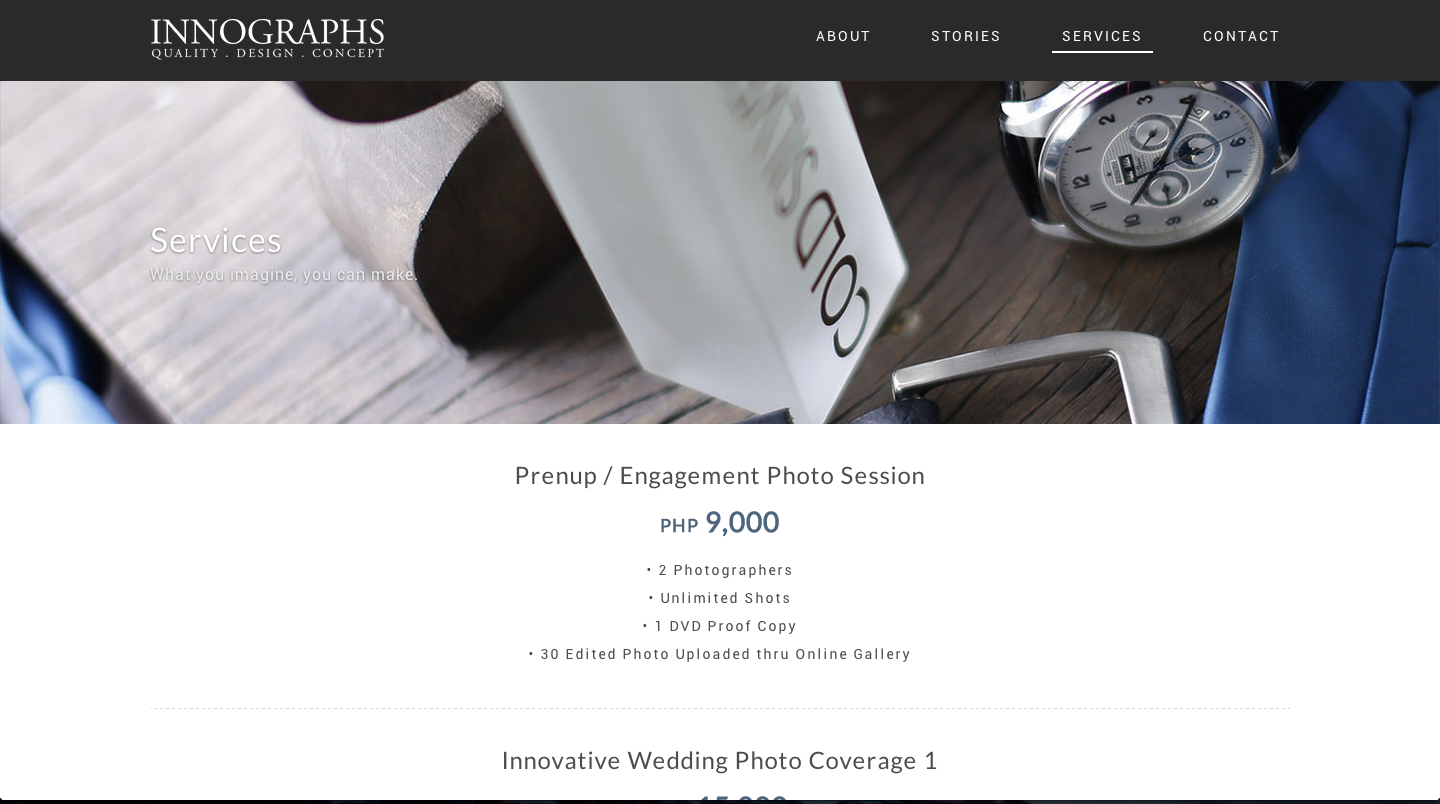 INNOGRAPHS
QUALITY . DESIGN . CONCEPT
ABOUT
STORIES
SERVICES
CONTACT
Services
What you imagine, you can make.
COLD
Prenup / Engagement Photo Session
PHP 9,000
• 2 Photographers
• Unlimited Shots
• 1 DVD Proof Copy
• 30 Edited Photo Uploaded thru Online Gallery
Innovative Wedding Photo Coverage 1